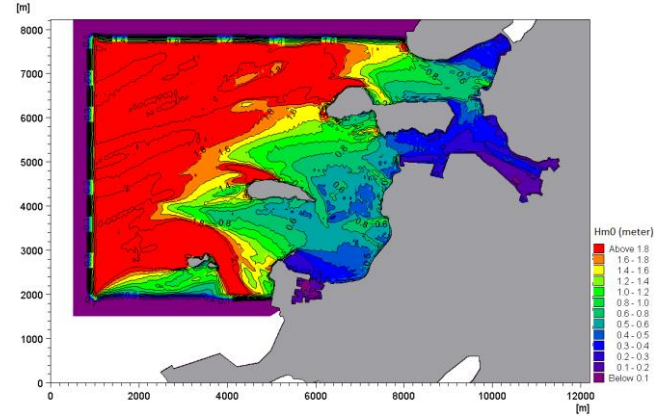 [m]
8000
7000
6000
5000
4000
3000
2000
1000
0
0
2000
4000
6000
8000
10000
12000
[m]
Hm0 (meter)
Above 1.8
1.6 - 1.8
1.4 - 1.6
1.2 - 1.4
1.0 - 1.2
0.8 - 1.0
0.6 - 0.8
0.5 - 0.6
0.4 - 0.5
0.3 - 0.4
0.2 - 0.3
0.1 - 0.2
Below 0.1